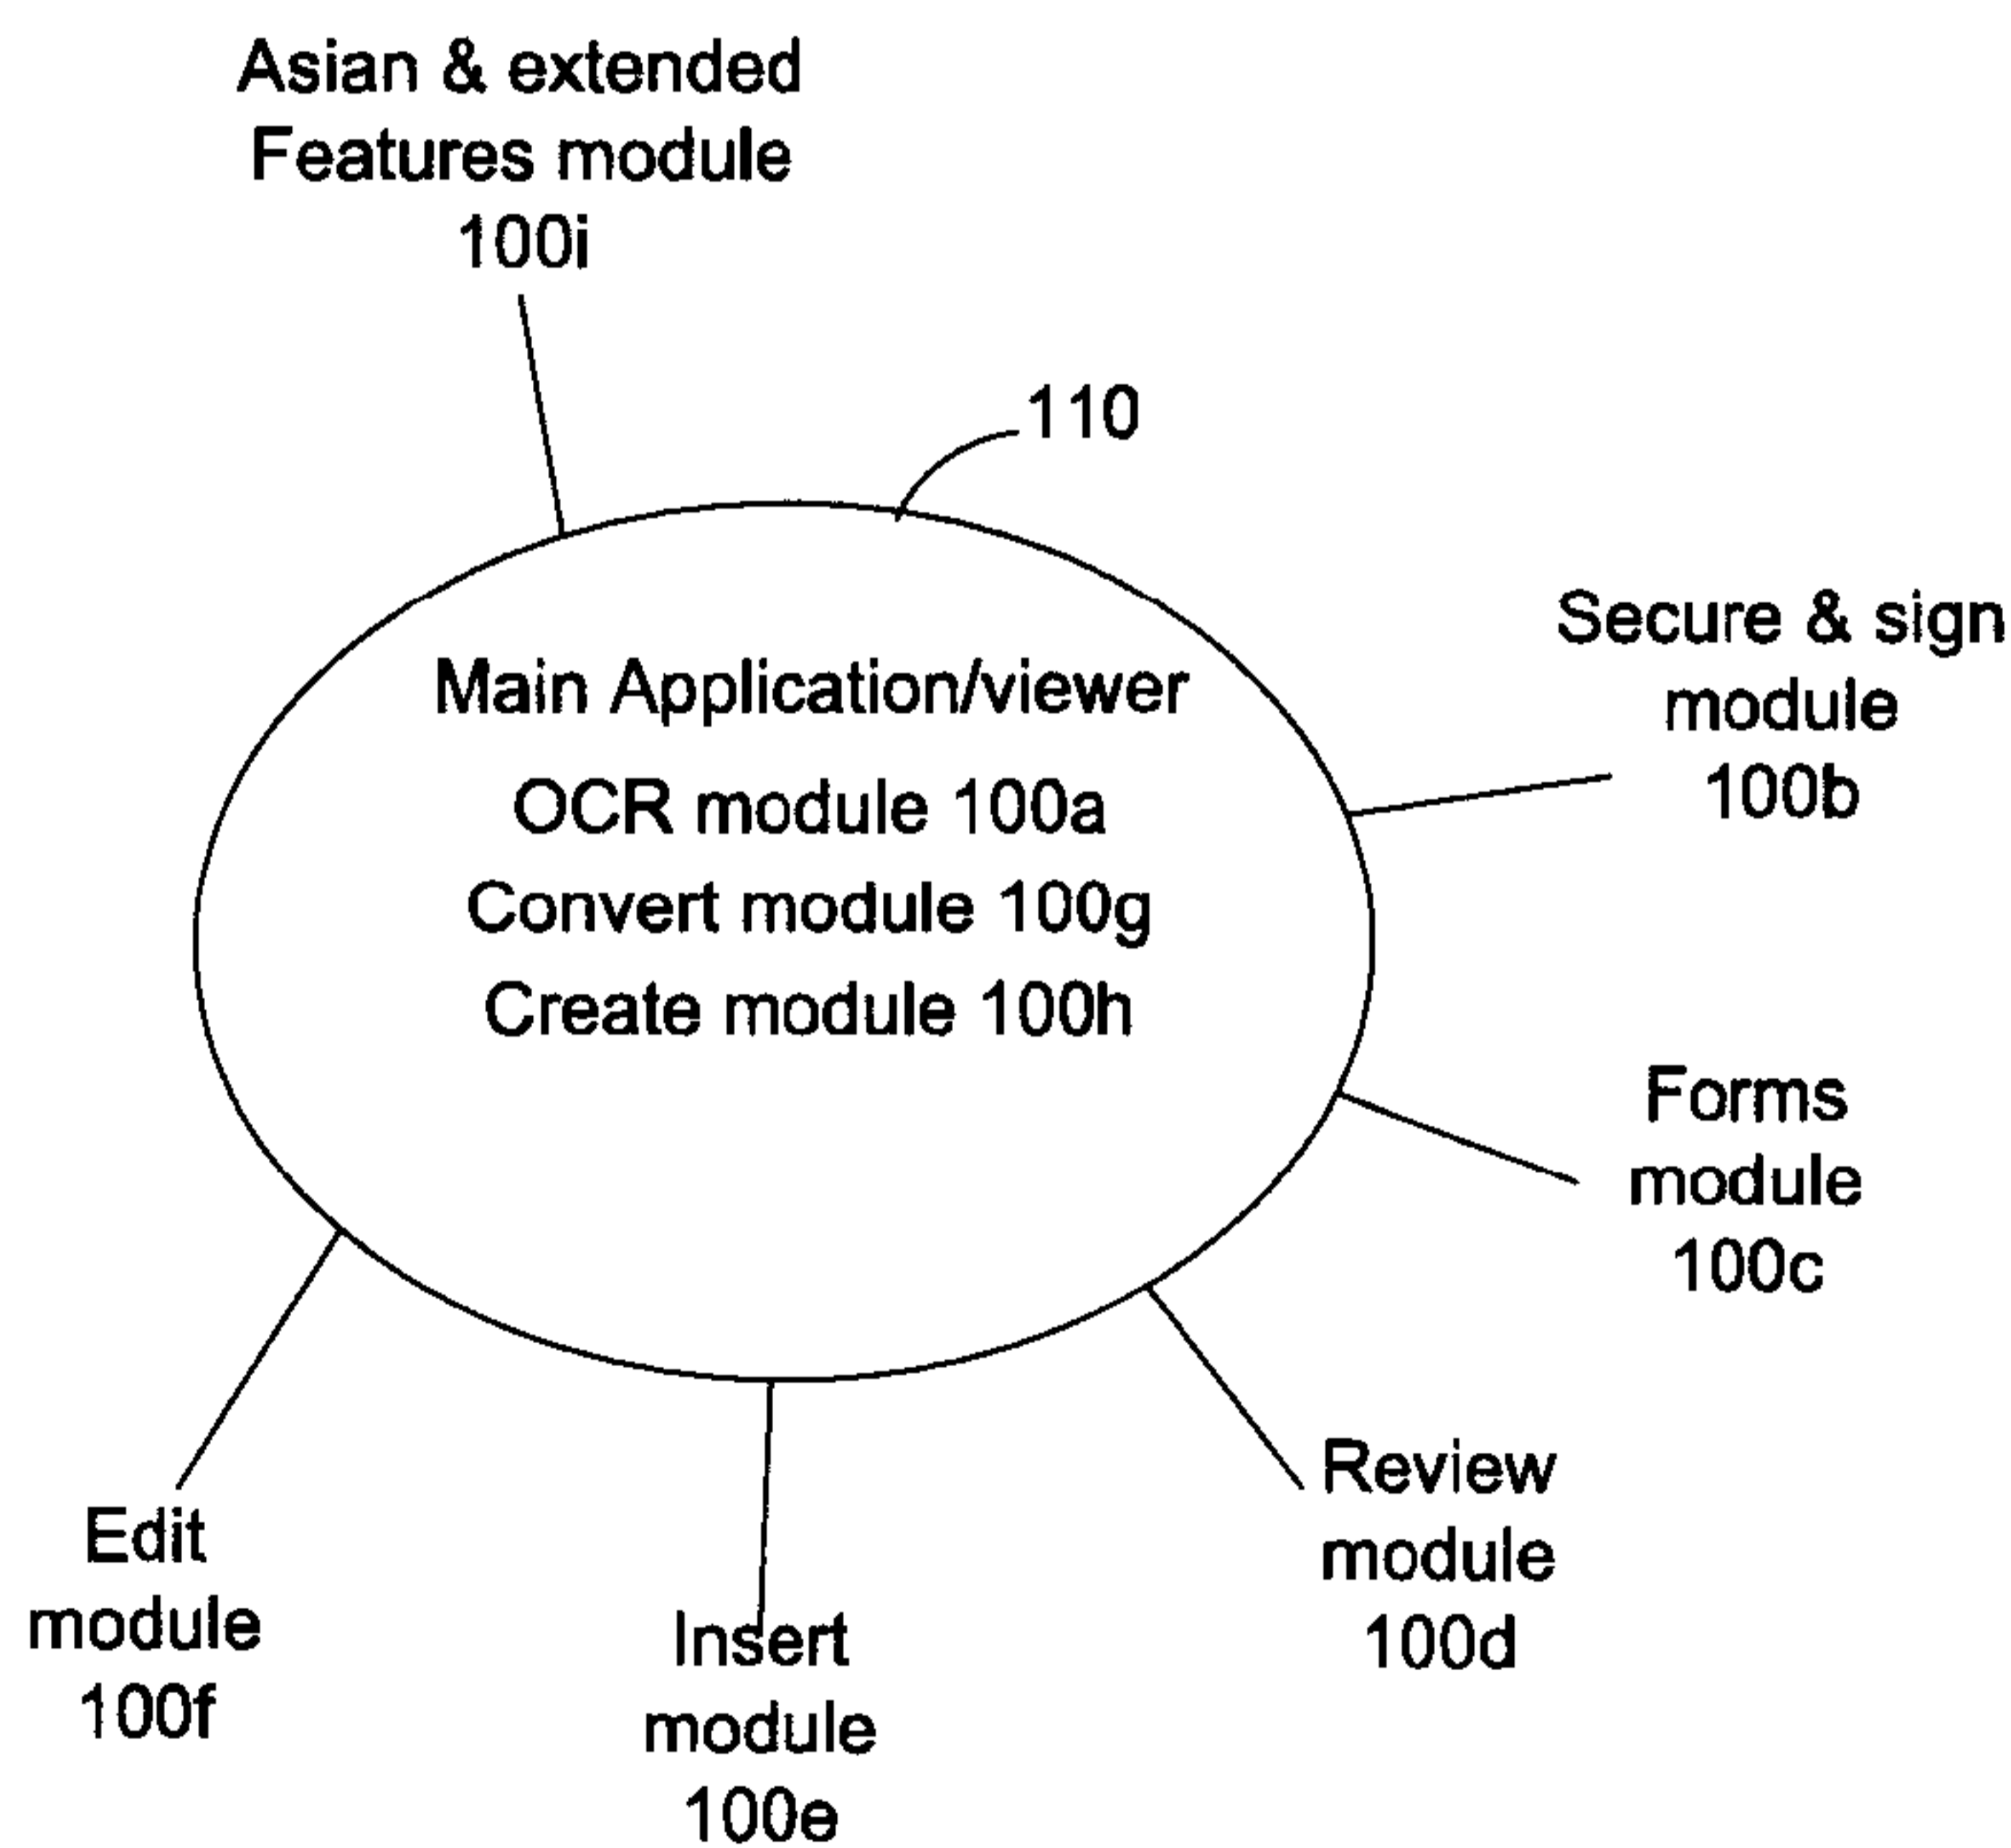 Asian & extended
Features module
100i
110
Main Application/viewer
OCR module 100a
Convert module 100g
Create module 100h
Secure & sign
module
100b
Forms
module
100c
Review
module
100d
Insert
module
100e
Edit
module
100f